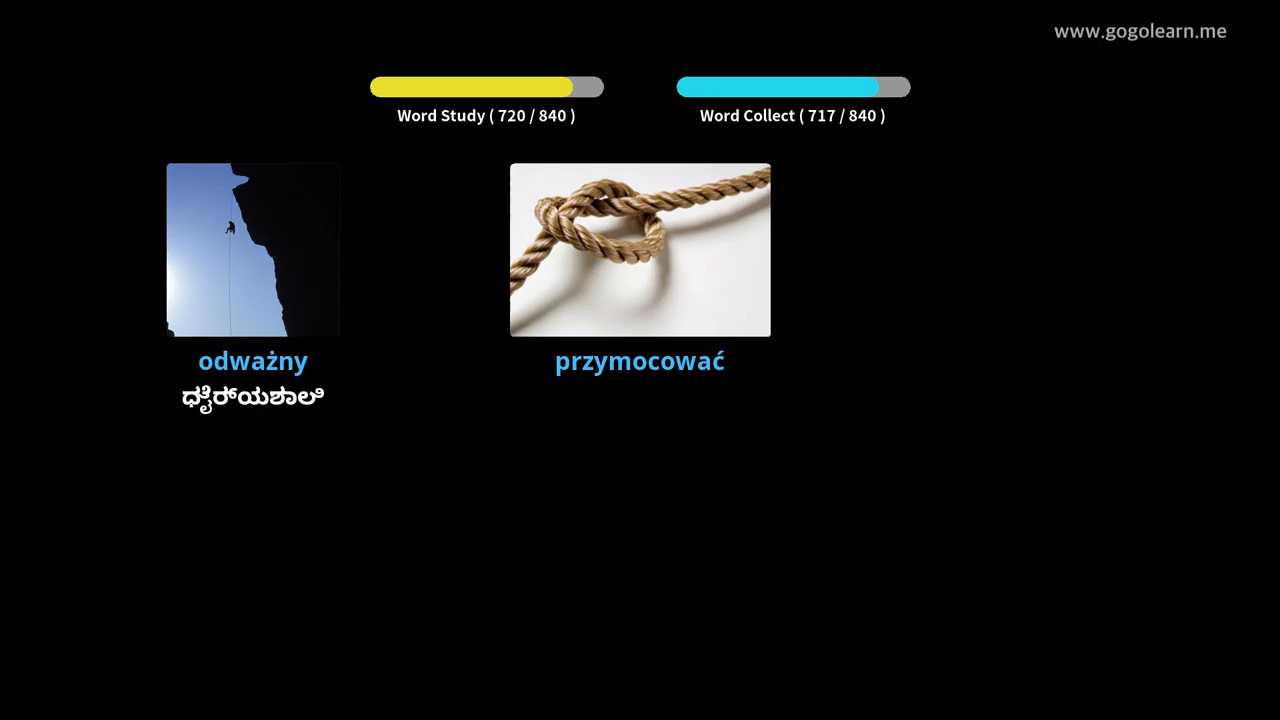 www.gogolearn.me
Word Study ( 720 / 840 )
Word Collect ( 717 / 840 )
odważny
przymocować
ಧೈರ್ಯಶಾಲಿ